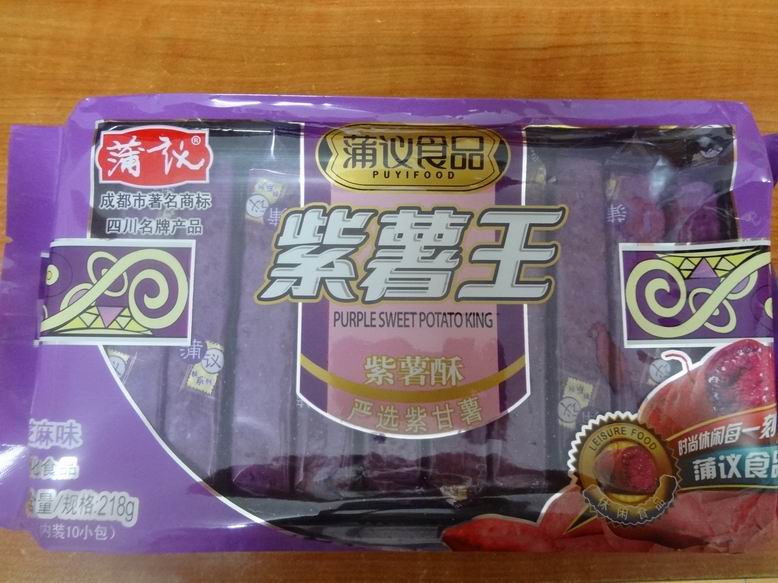 蒲议®
成都市著名商标
四川名牌产品
蒲议食品
PUYIFOOD
紫薯王
PURPLE SWEET POTATO KING
紫薯酥
严选紫甘薯
蒲议
麻味
食品
量/规格:218g
内装10小包)
LEISURE FOOD
休闲食品
时尚休闲每一刻
蒲议食品